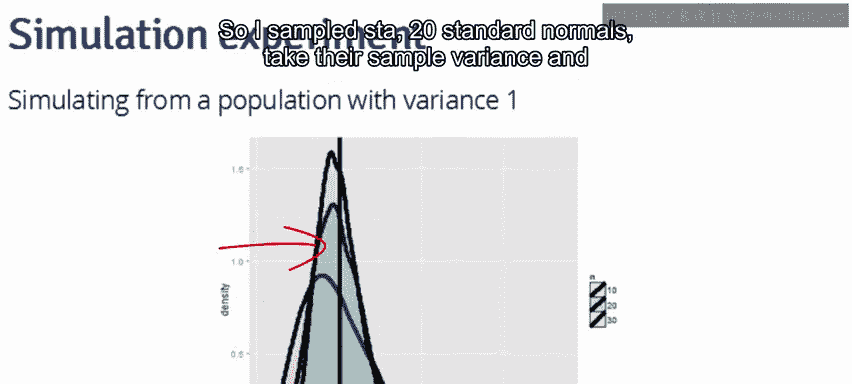 Simulation experiment
So I sampled sta, 20 standard normals,
take their sample variance and
Simulating from a population with variance 1
1.5
1.0
density
0.5
n
10
20
30